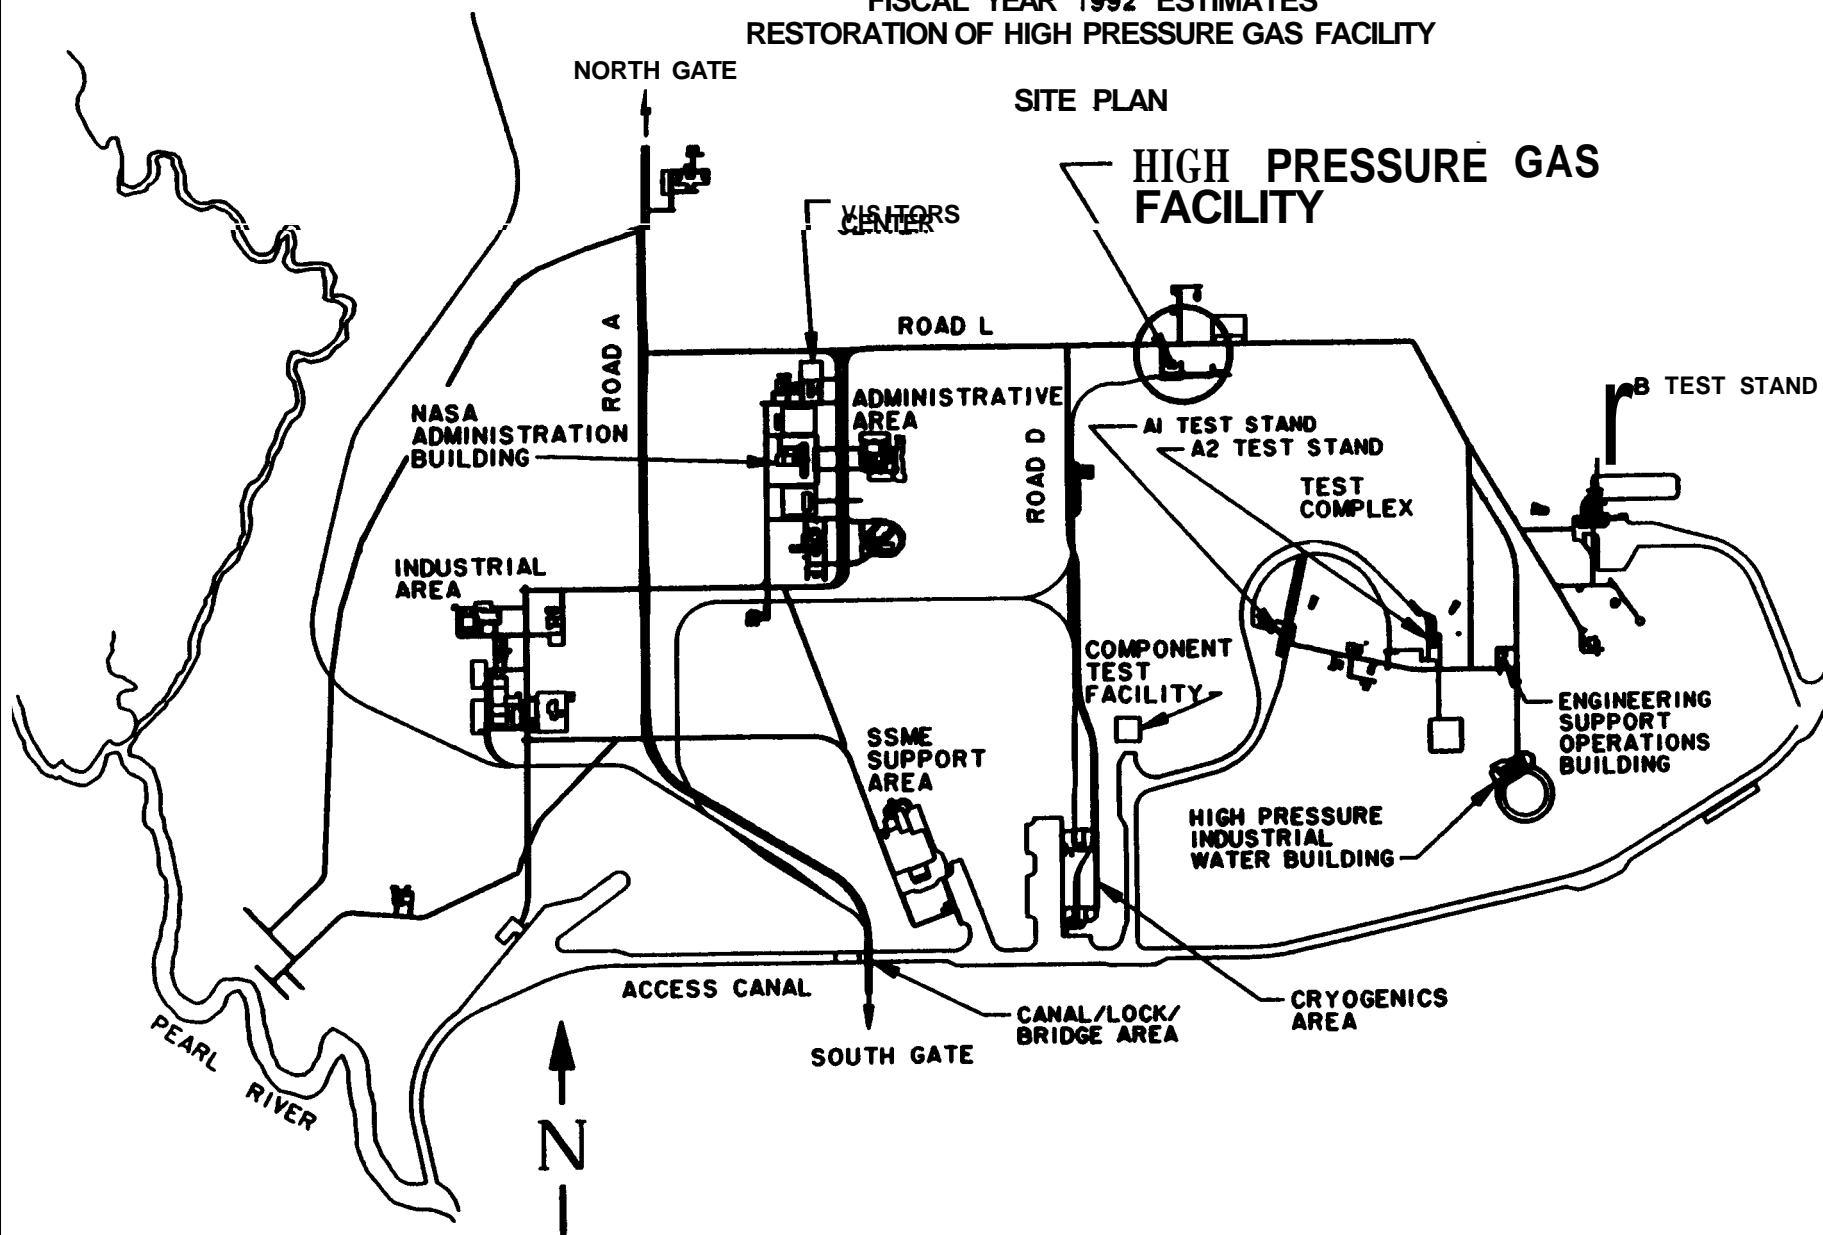 FISCAL YEAR 1992 ESTIMATES
RESTORATION OF HIGH PRESSURE GAS FACILITY
NORTH GATE
SITE PLAN
HIGH PRESSURE GAS
FACILITY
VISITORS
CENTER
ROAD L
ROAD A
ADMINISTRATIVE
AREA
NASA
ADMINISTRATION
BUILDING
ROAD D
A1 TEST STAND
A2 TEST STAND
B TEST STAND
TEST
COMPLEX
INDUSTRIAL
AREA
COMPONENT
TEST
FACILITY
SSME
SUPPORT
AREA
ENGINEERING
SUPPORT
OPERATIONS
BUILDING
HIGH PRESSURE
INDUSTRIAL
WATER BUILDING
ACCESS CANAL
CANAL/LOCK/
BRIDGE AREA
CRYOGENICS
AREA
SOUTH GATE
PEARL RIVER
N